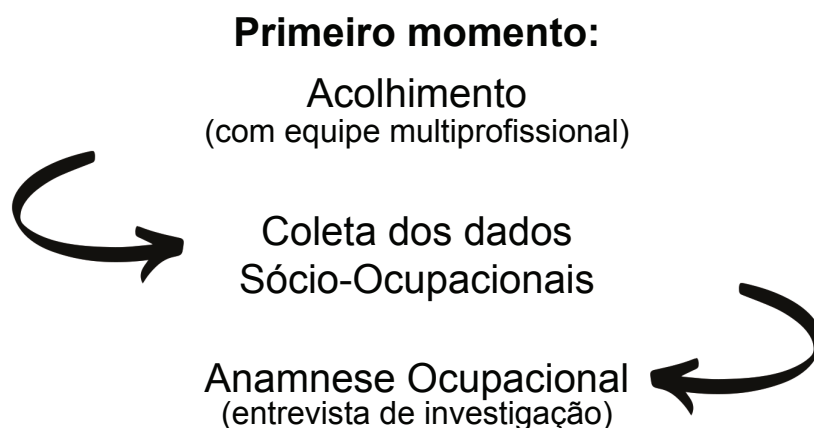 Primeiro momento:
Acolhimento
(com equipe multiprofissional)
Coleta dos dados
Sócio-Ocupacionais
Anamnese Ocupacional
(entrevista de investigação)